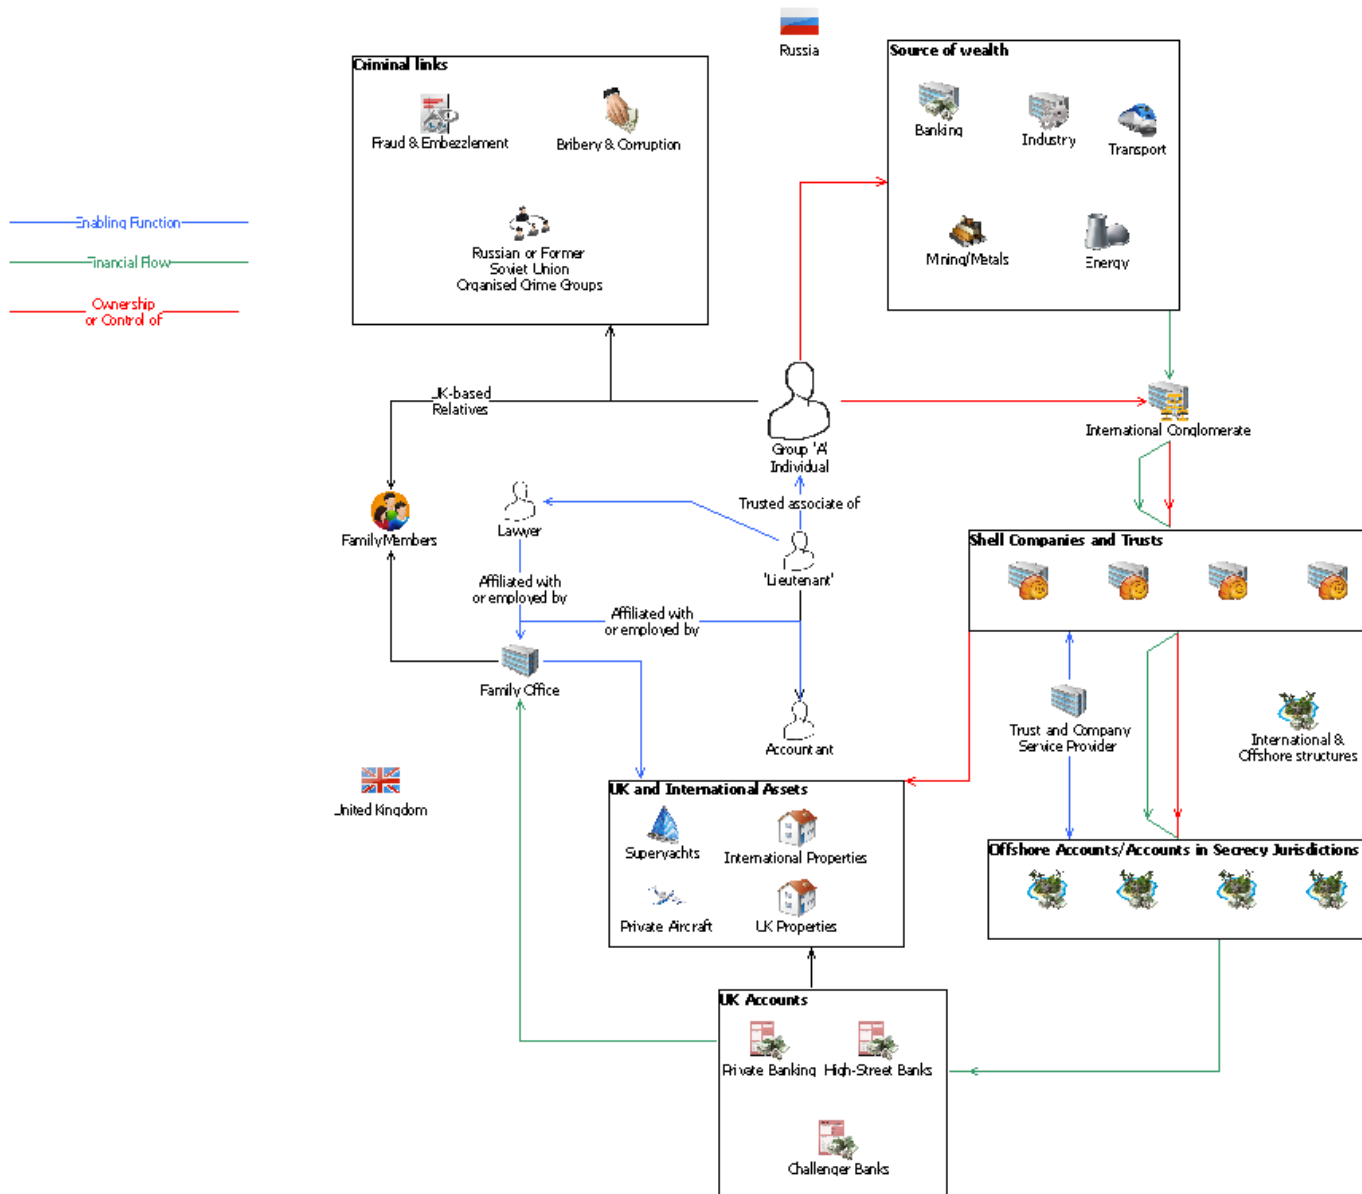 Russia
Criminal links
Fraud & Embezzlement
Bribery & Corruption
Russian or Former
Soviet Union
Organised Crime Groups
Source of wealth
Banking
Industry
Transport
Mining/Metals
Energy
Enabling Function
Financial Flow
Ownership
or Control of
UK-based
Relatives
Group 'A'
Individual
International Conglomerate
Trusted associate of
Lawyer
Family Members
'Lieutenant'
Shell Companies and Trusts
Affiliated with
or employed by
Affiliated with
or employed by
Family Office
Accountant
Trust and Company
Service Provider
International &
Offshore structures
United Kingdom
UK and International Assets
Superyachts
International Properties
Private Aircraft
UK Properties
Offshore Accounts/Accounts in Secrecy Jurisdictions
UK Accounts
Private Banking
High-Street Banks
Challenger Banks